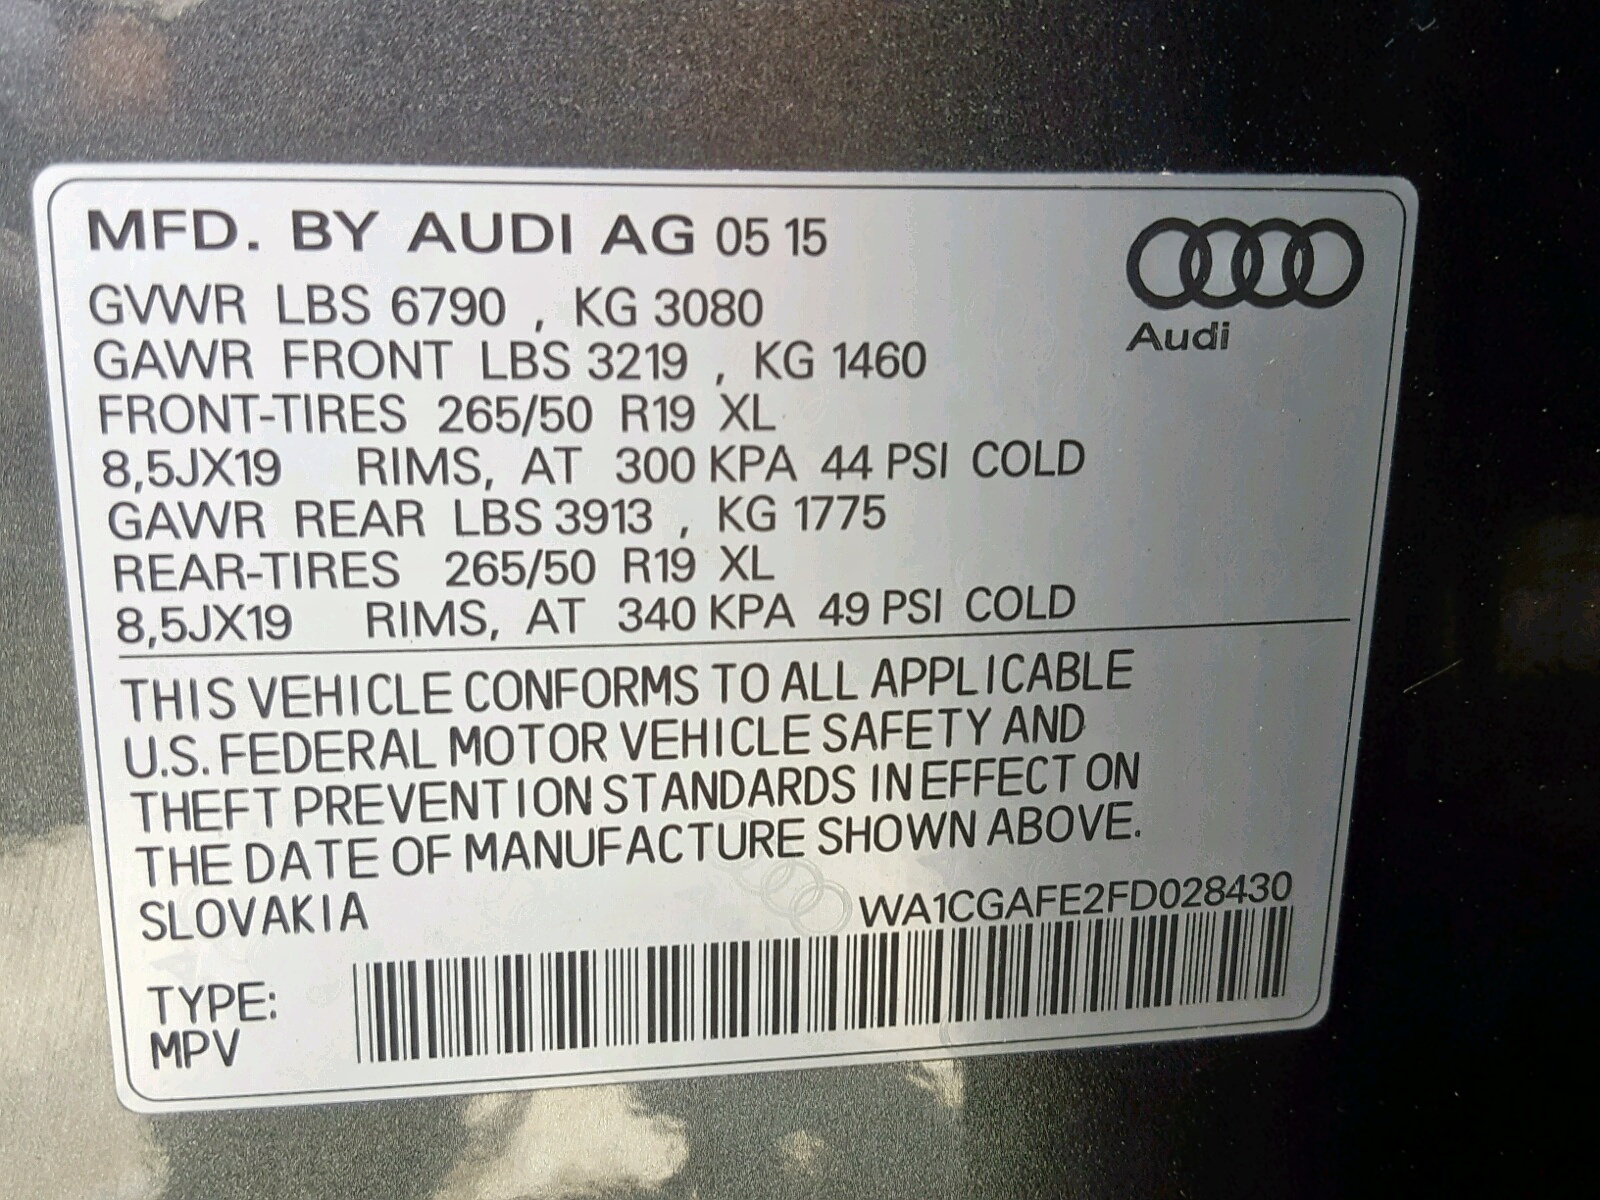 MFD. BY AUDI AG 05 15
Audi
GVWR LBS 6790 , KG 3080
GAWR FRONT LBS 3219 , KG 1460
FRONT-TIRES 265/50 R19 XL
8,5JX19 RIMS, AT 300 KPA 44 PSI COLD
GAWR REAR LBS 3913 , KG 1775
REAR-TIRES 265/50 R19 XL
8,5JX19 RIMS, AT 340 KPA 49 PSI COLD
THIS VEHICLE CONFORMS TO ALL APPLICABLE
U.S. FEDERAL MOTOR VEHICLE SAFETY AND
THEFT PREVENTION STANDARDS IN EFFECT ON
THE DATE OF MANUFACTURE SHOWN ABOVE.
SLOVAKIA
WA1CGAFE2FD028430
TYPE:
MPV